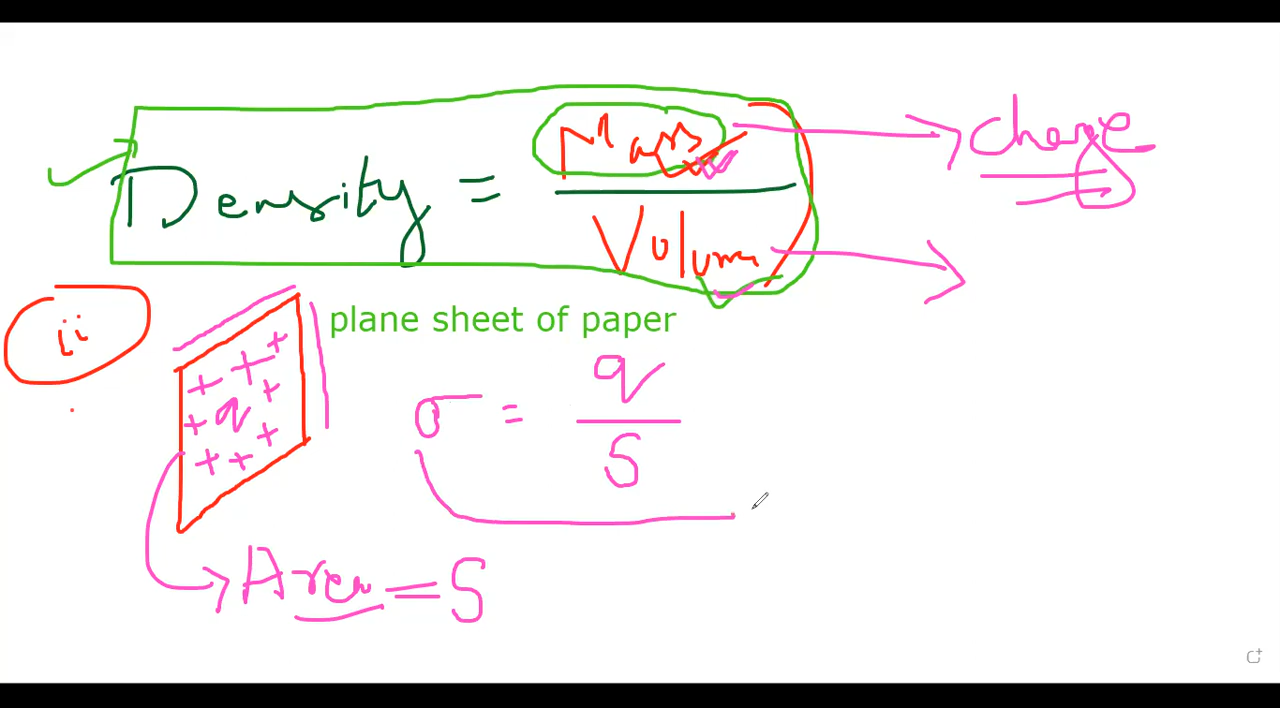 Density = Mass / Volume → Charge
ii
plane sheet of paper
+ + + + + + + + + q
σ = q / S
Area = S